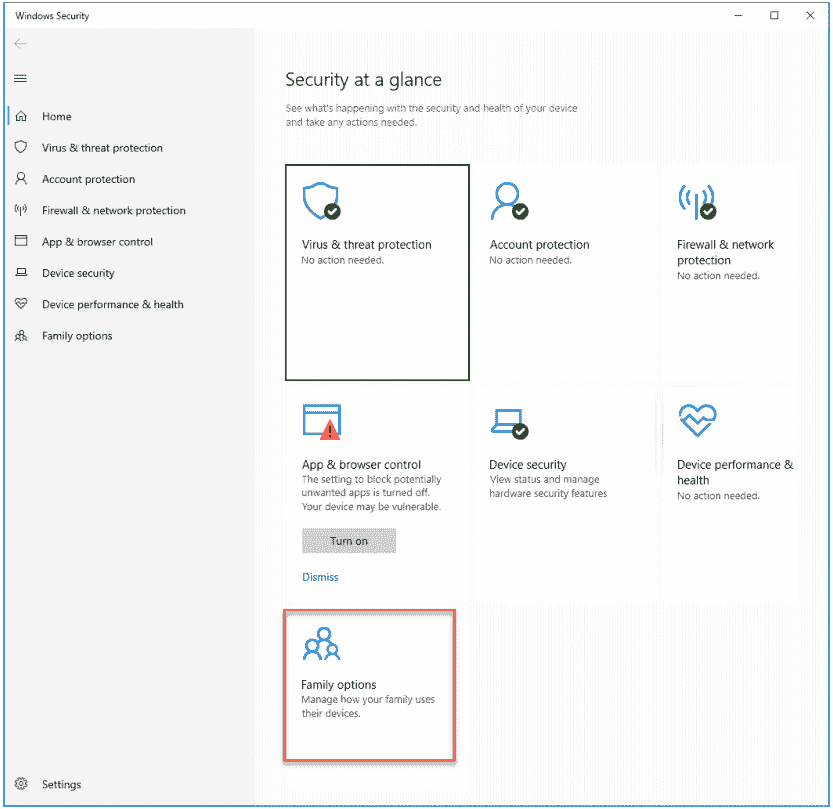 Windows Security
Home
Virus & threat protection
Account protection
Firewall & network protection
App & browser control
Device security
Device performance & health
Family options
Settings
Security at a glance
See what's happening with the security and health of your device
and take any actions needed.
Virus & threat protection
No action needed.
Account protection
No action needed.
Firewall & network
protection
No action needed.
App & browser control
The setting to block potentially
unwanted apps is turned off.
Your device may be vulnerable.
Turn on
Dismiss
Device security
View status and manage
hardware security features
Device performance &
health
No action needed.
Family options
Manage how your family uses
their devices.